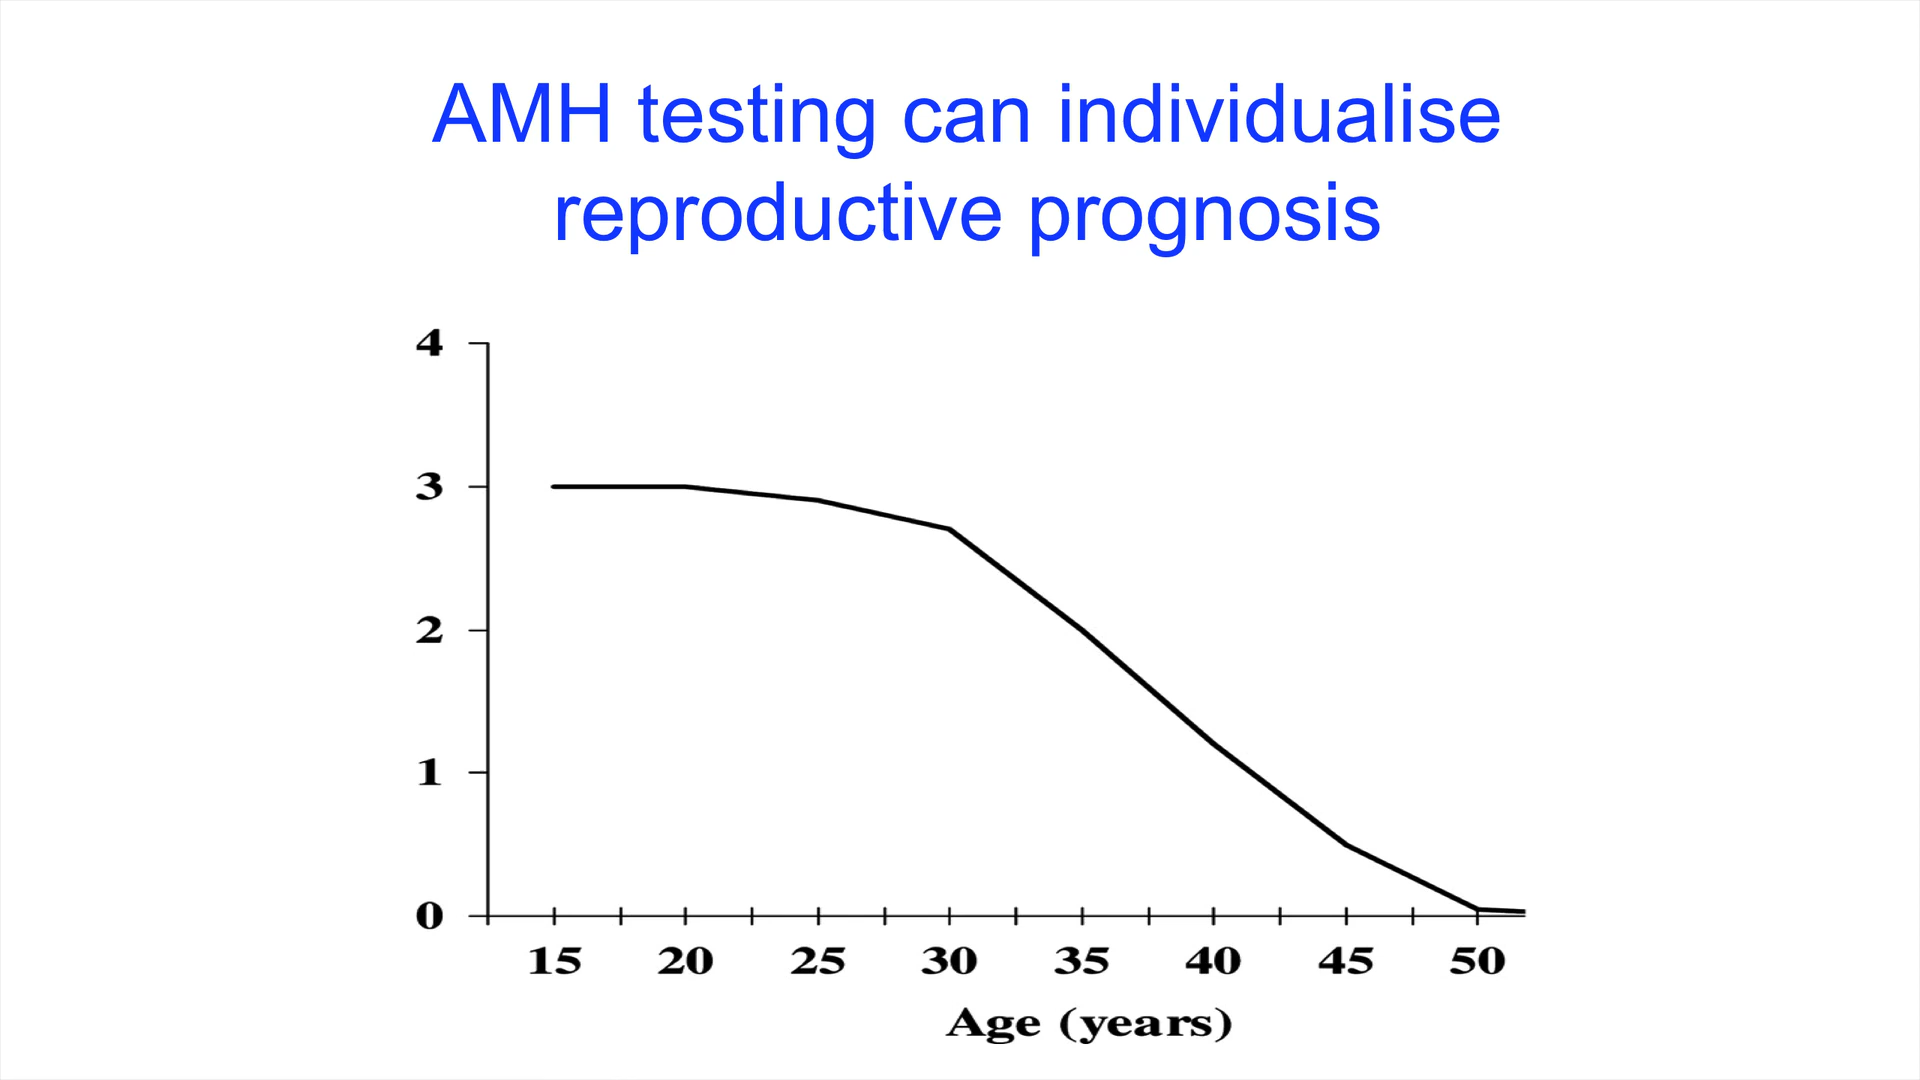 AMH testing can individualise
reproductive prognosis
4
3
2
1
0
15 20 25 30 35 40 45 50
Age (years)